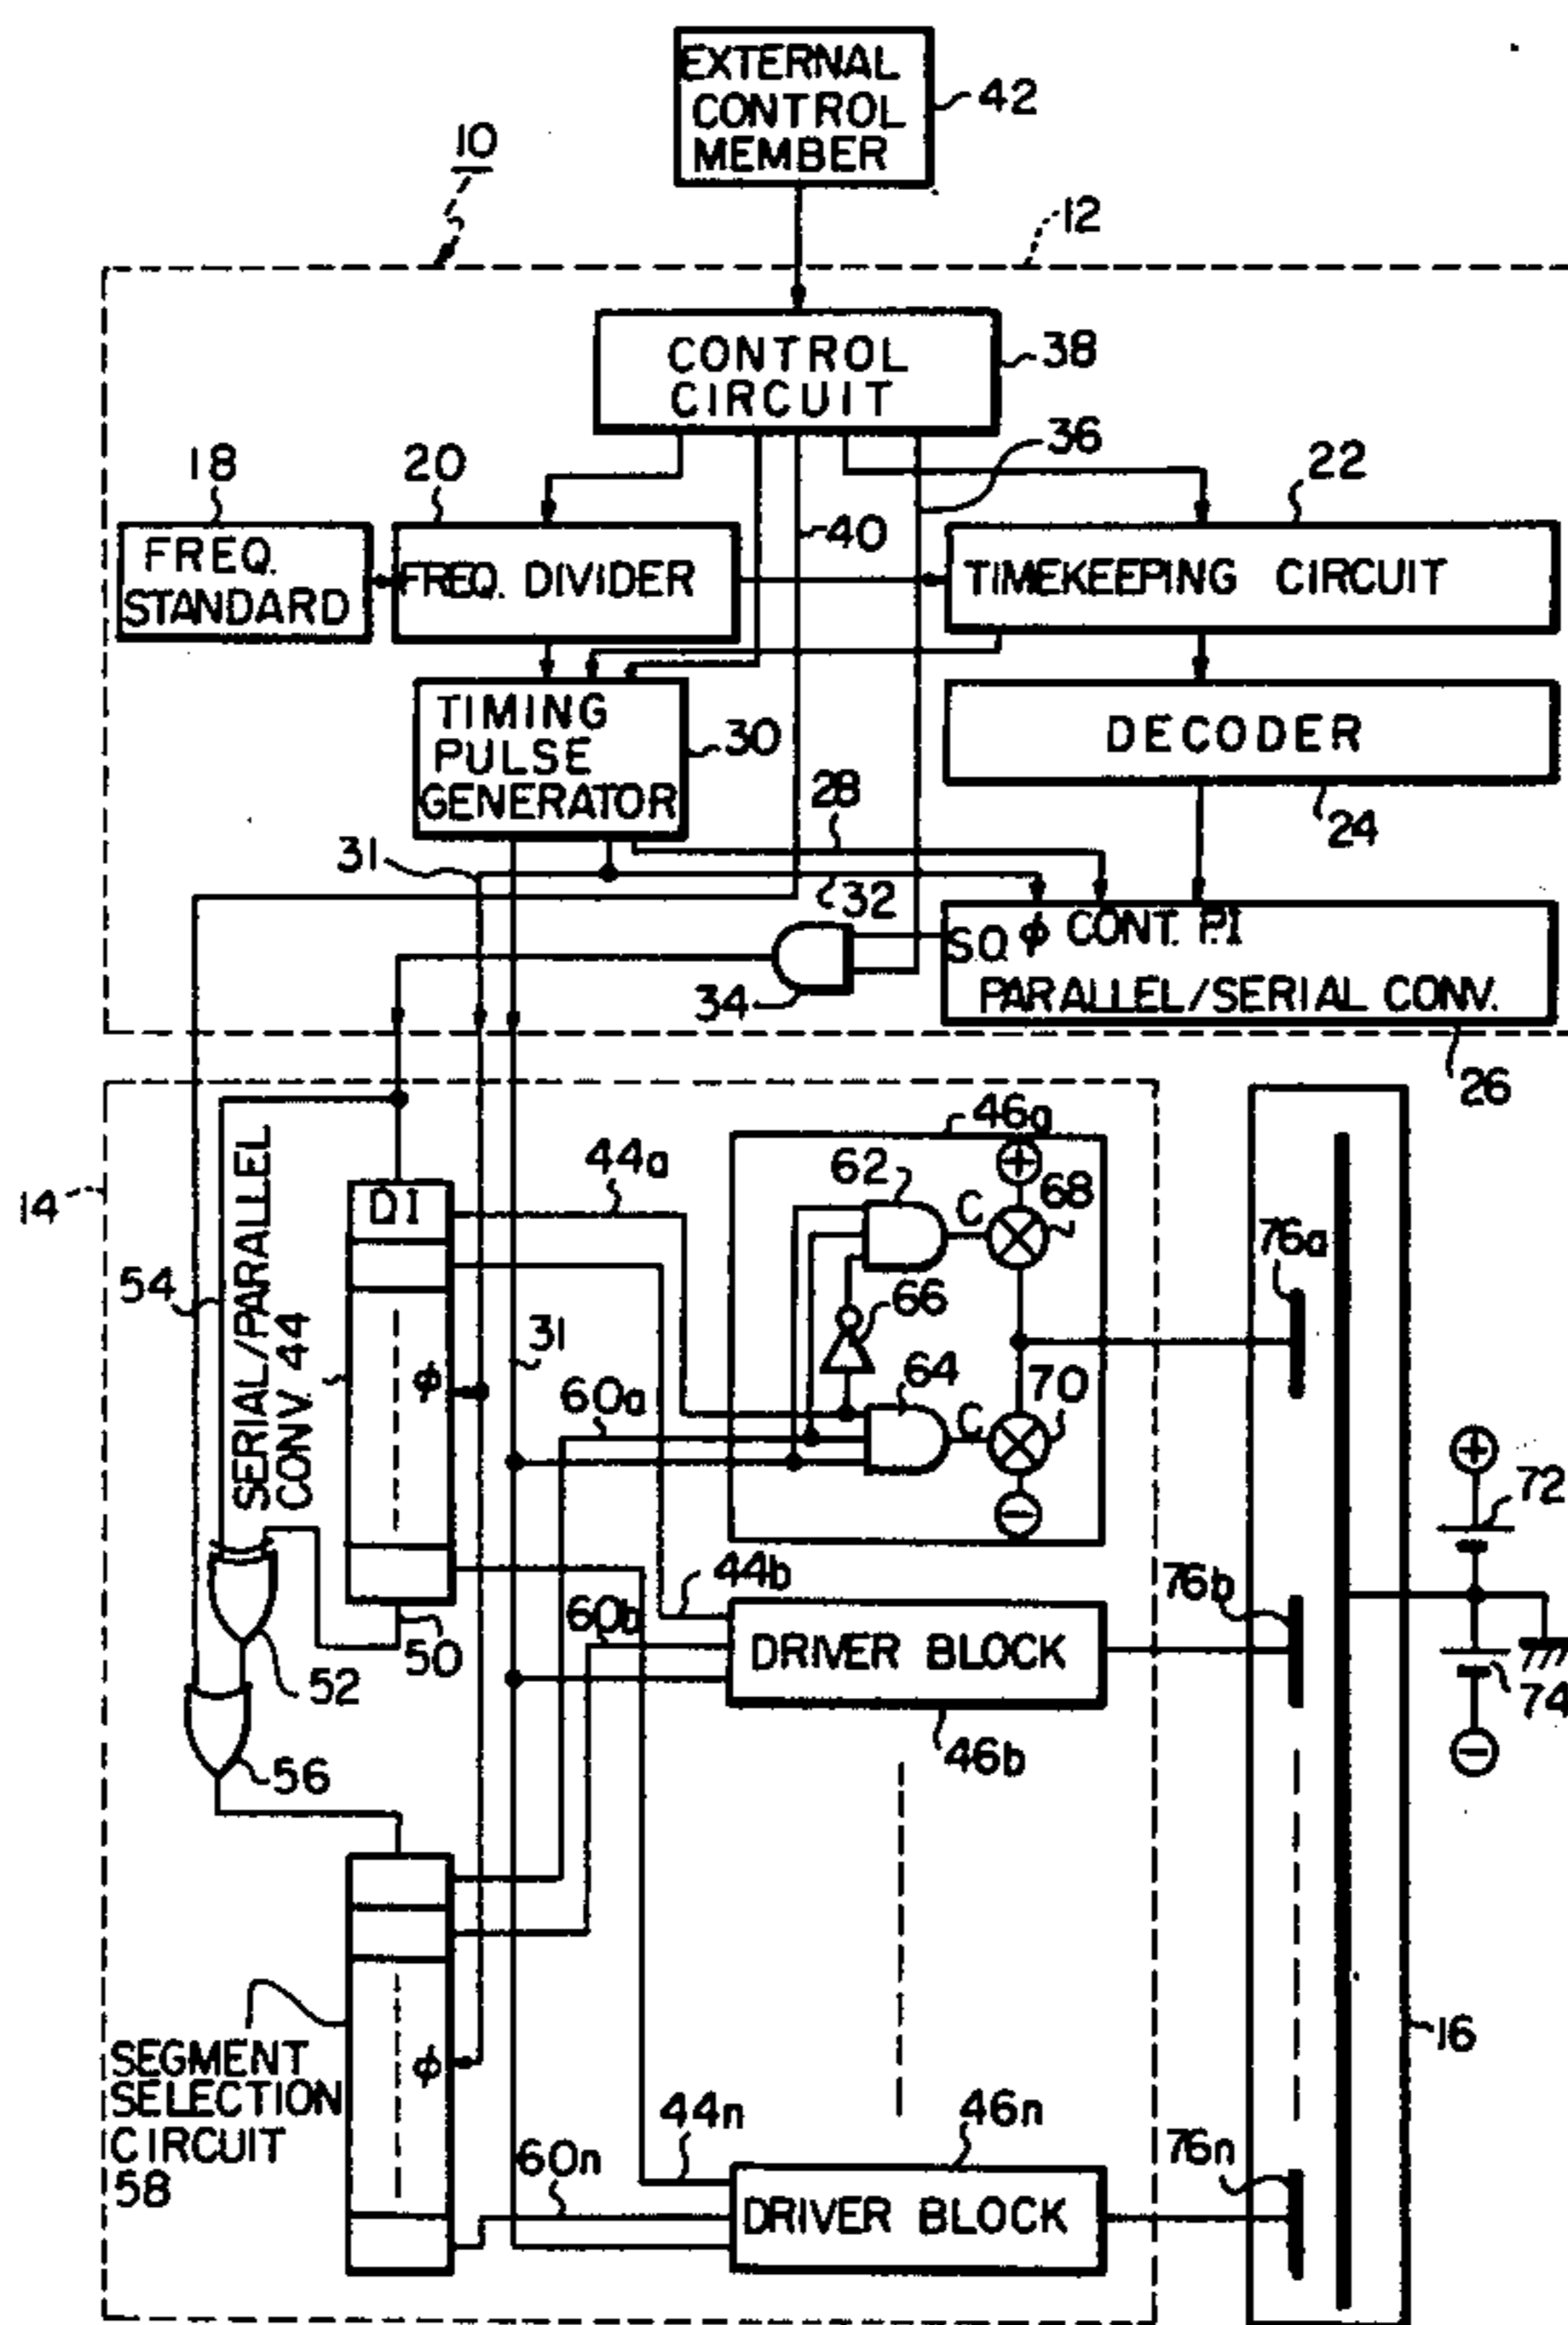 EXTERNAL
CONTROL
MEMBER
42
10
12
CONTROL
CIRCUIT
38
36
18
20
22
40
FREQ.
STANDARD
FREQ. DIVIDER
TIMEKEEPING CIRCUIT
TIMING
PULSE
GENERATOR
30
DECODER
28
24
31
32
SO φ CONT. P.I
PARALLEL/SERIAL CONV.
34
26
46a
14
44a
62
+
C
68
DI
76a
54
SERIAL/PARALLEL
CONV. 44
31
66
φ
60a
64
C
70
+
72
−
44b
76b
60b
50
52
DRIVER BLOCK
74
46b
−
56
16
SEGMENT
SELECTION
CIRCUIT
58
φ
44n
46n
76n
60n
DRIVER BLOCK